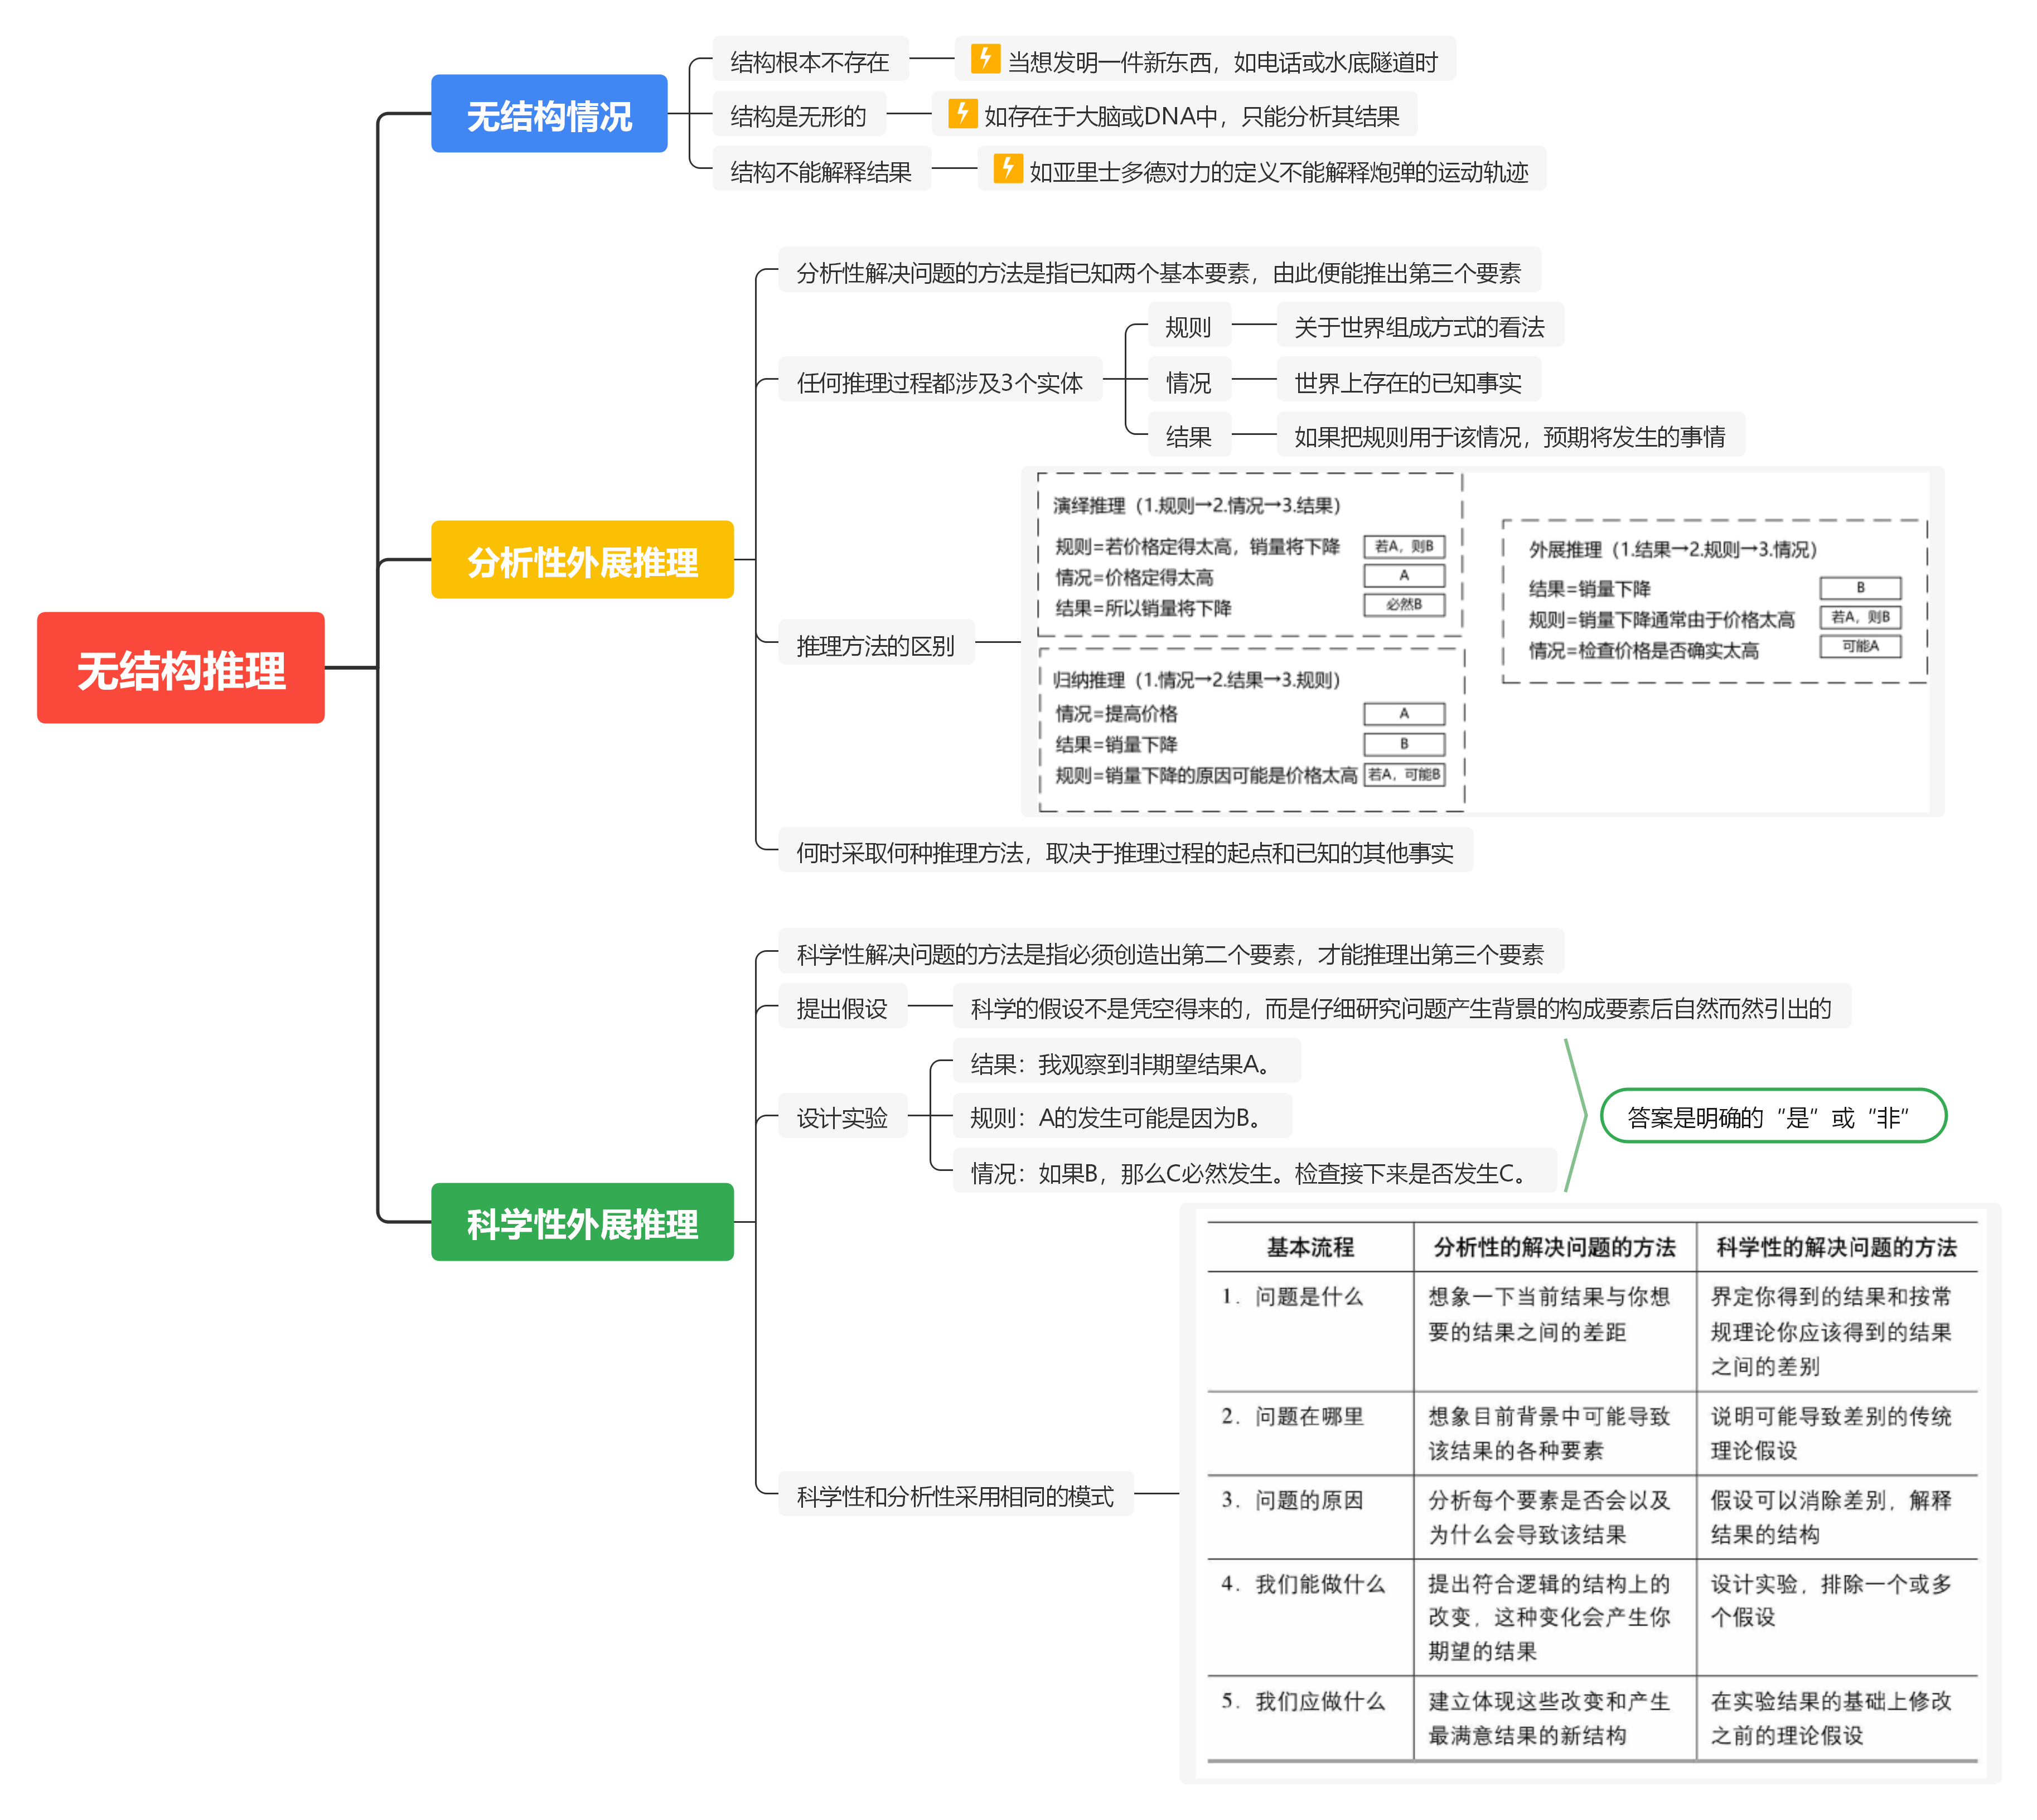 无结构推理
无结构情况
结构根本不存在
当想发明一件新东西，如电话或水底隧道时
结构是无形的
如存在于大脑或DNA中，只能分析其结果
结构不能解释结果
如亚里士多德对力的定义不能解释炮弹的运动轨迹
分析性外展推理
分析性解决问题的方法是指已知两个基本要素，由此便能推出第三个要素
任何推理过程都涉及3个实体
规则
关于世界组成方式的看法
情况
世界上存在的已知事实
结果
如果把规则用于该情况，预期将发生的事情
推理方法的区别
演绎推理（1.规则→2.情况→3.结果）
规则=若价格定得太高，销量将下降
若A，则B
情况=价格定得太高
A
结果=所以销量将下降
必然B
归纳推理（1.情况→2.结果→3.规则）
情况=提高价格
A
结果=销量下降
B
规则=销量下降的原因可能是价格太高
若A，可能B
外展推理（1.结果→2.规则→3.情况）
结果=销量下降
B
规则=销量下降通常由于价格太高
若A，则B
情况=检查价格是否确实太高
可能A
何时采取何种推理方法，取决于推理过程的起点和已知的其他事实
科学性外展推理
科学性解决问题的方法是指必须创造出第二个要素，才能推理出第三个要素
提出假设
科学的假设不是凭空得来的，而是仔细研究问题产生背景的构成要素后自然而然引出的
设计实验
结果：我观察到非期望结果A。
规则：A的发生可能是因为B。
情况：如果B，那么C必然发生。检查接下来是否发生C。
答案是明确的“是”或“非”
科学性和分析性采用相同的模式
基本流程
分析性的解决问题的方法
科学性的解决问题的方法
1. 问题是什么
想象一下当前结果与你想
要的结果之间的差距
界定你得到的结果和按常
规理论你应该得到的结果
之间的差别
2. 问题在哪里
想象目前背景中可能导致
该结果的各种要素
说明可能导致差别的传统
理论假设
3. 问题的原因
分析每个要素是否会以及
为什么会导致该结果
假设可以消除差别，解释
结果的结构
4. 我们能做什么
提出符合逻辑的结构上的
改变，这种变化会产生你
期望的结果
设计实验，排除一个或多
个假设
5. 我们应做什么
建立体现这些改变和产生
最满意结果的新结构
在实验结果的基础上修改
之前的理论假设